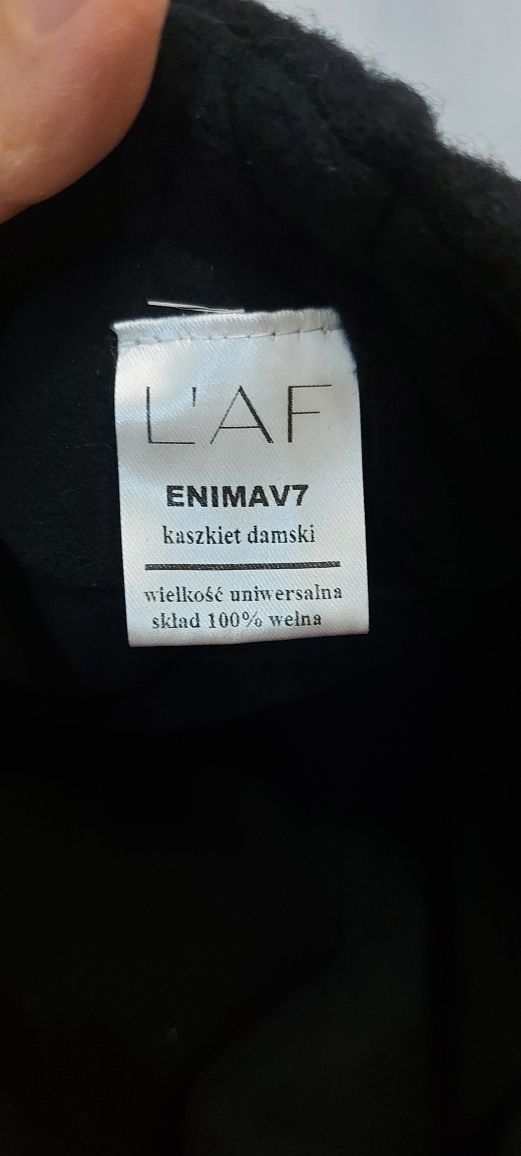 L'AF
ENIMAV7
kaszkiet damski
wielkość uniwersalna
skład 100% wełna